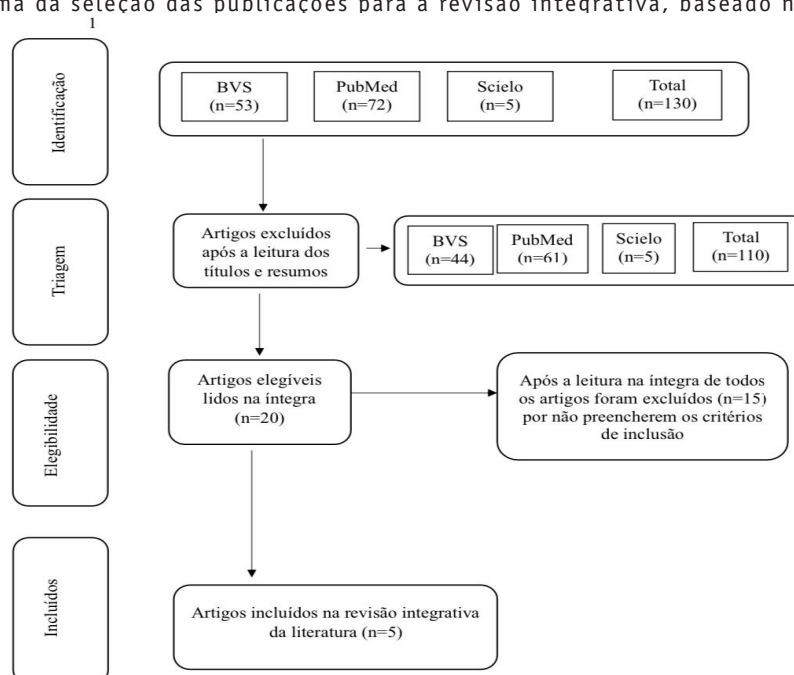 ma da seleção das publicações para a revisão integrativa, baseado n
1
Identificação
BVS
(n=53)
PubMed
(n=72)
Scielo
(n=5)
Total
(n=130)
Triagem
Artigos excluídos
após a leitura dos
títulos e resumos
BVS
(n=44)
PubMed
(n=61)
Scielo
(n=5)
Total
(n=110)
Elegibilidade
Artigos elegíveis
lidos na íntegra
(n=20)
Após a leitura na íntegra de todos
os artigos foram excluídos (n=15)
por não preencherem os critérios
de inclusão
Incluídos
Artigos incluídos na revisão integrativa
da literatura (n=5)